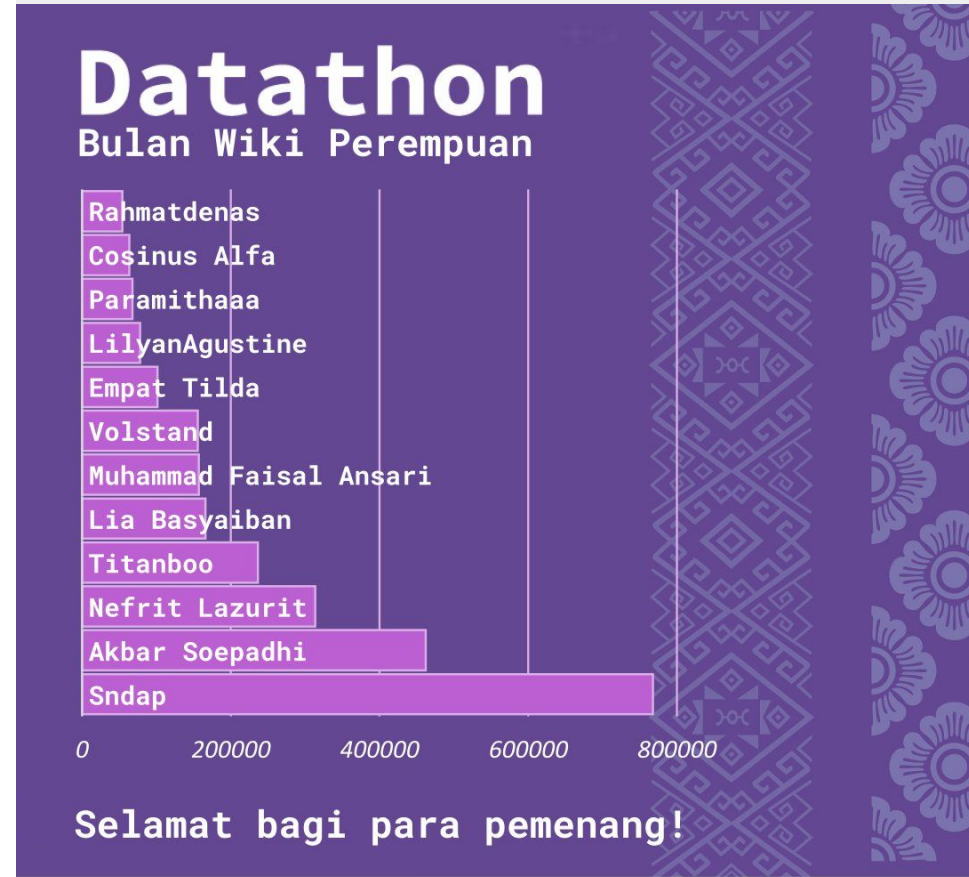 Datathon
Bulan Wiki Perempuan
Rahmatdenas
Cosinus Alfa
Paramithaaa
LilyanAgustine
Empat Tilda
Volstand
Muhammad Faisal Ansari
Lia Basyaiban
Titanboo
Nefrit Lazurit
Akbar Soepadhi
Sndap
0 200000 400000 600000 800000
Selamat bagi para pemenang!